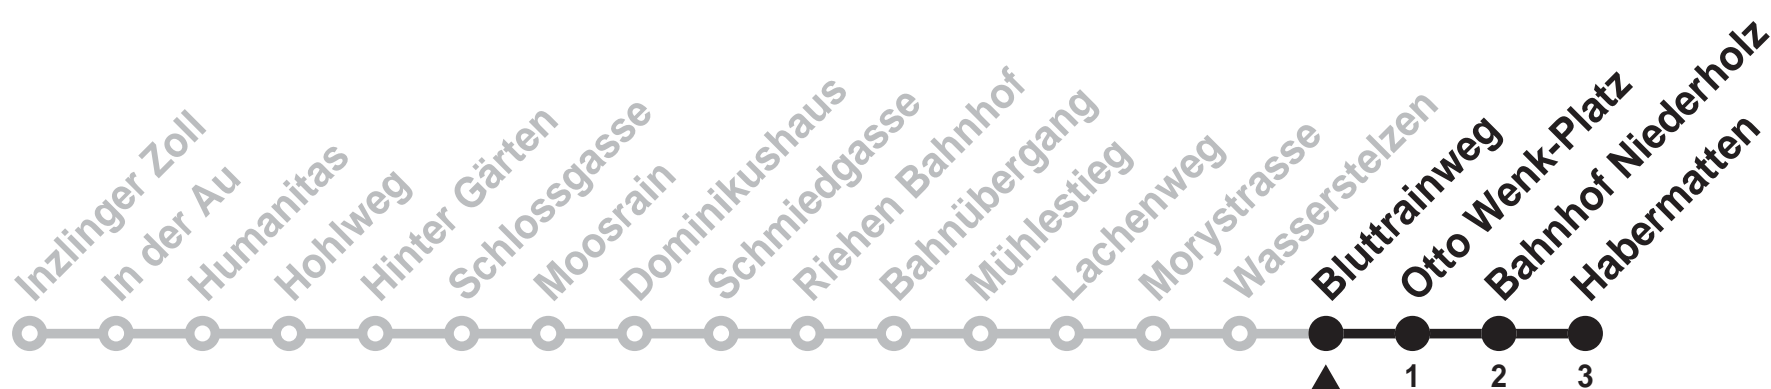 Inzlinger Zoll
In der Au
Humanitas
Hohlweg
Hinter Gärten
Schlossgasse
Moosrain
Dominikushaus
Schmiedgasse
Riehen Bahnhof
Bahnübergang
Mühlestieg
Lachenweg
Morystrasse
Wasserstelzen
Bluttrainweg
Otto Wenk-Platz
Bahnhof Niederholz
Habermatten
1 2 3